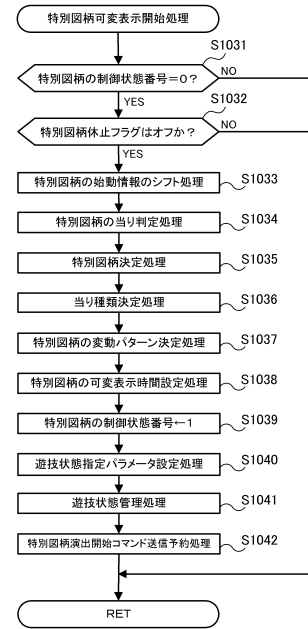 特別図柄可変表示開始処理
S1031
特別図柄の制御状態番号=0?
NO
YES
S1032
特別図柄休止フラグはオフか?
NO
YES
特別図柄の始動情報のシフト処理
S1033
特別図柄の当り判定処理
S1034
特別図柄決定処理
S1035
当り種類決定処理
S1036
特別図柄の変動パターン決定処理
S1037
特別図柄の可変表示時間設定処理
S1038
特別図柄の制御状態番号←1
S1039
遊技状態指定パラメータ設定処理
S1040
遊技状態管理処理
S1041
特別図柄演出開始コマンド送信予約処理
S1042
RET